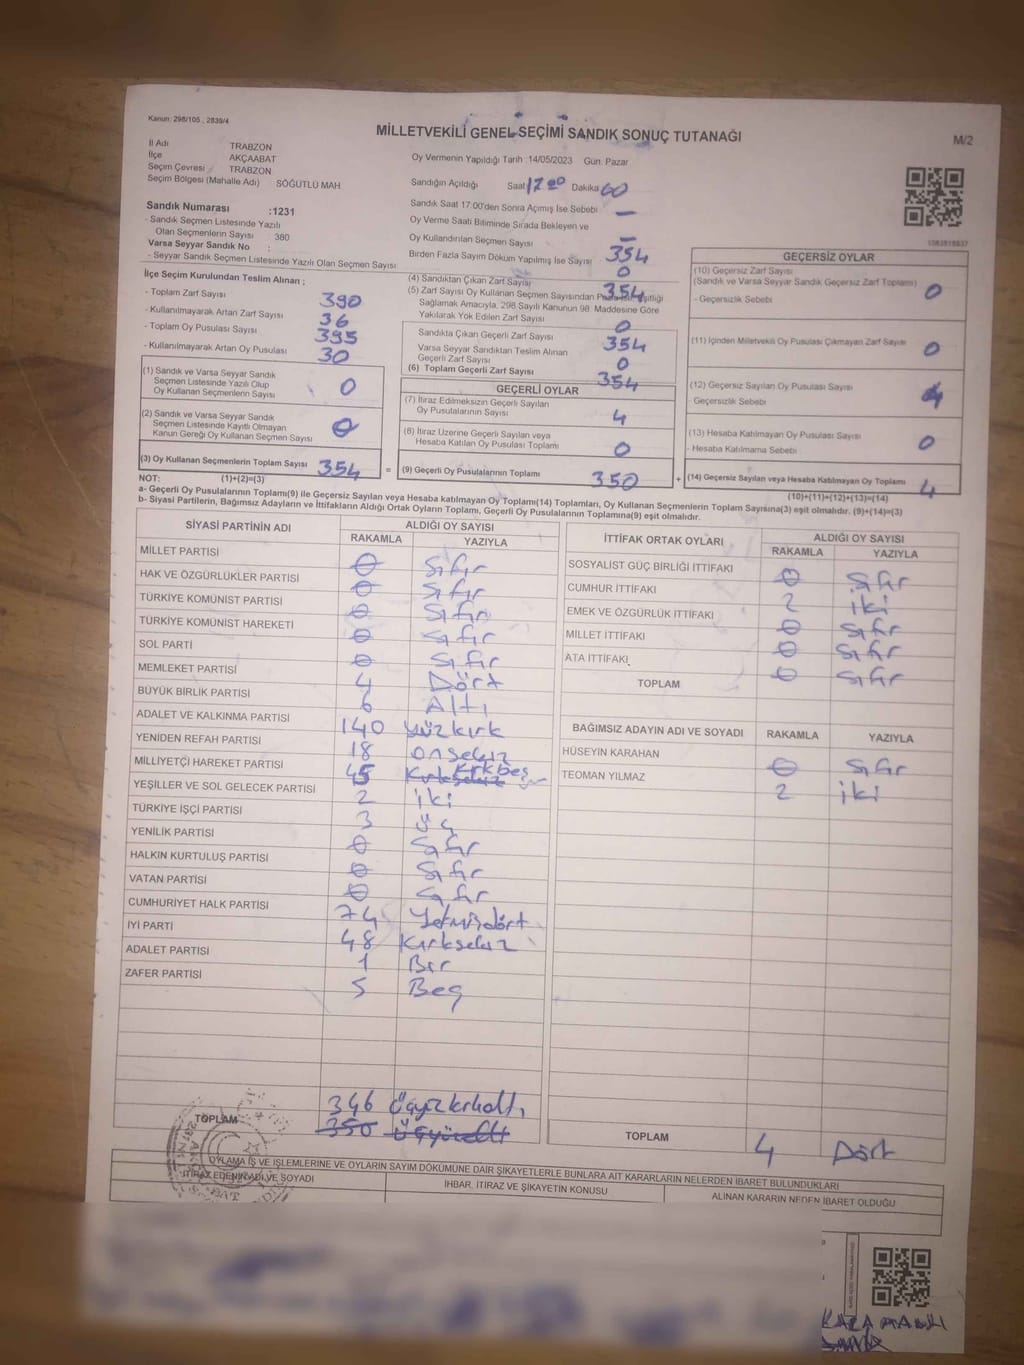 Kanun: 298/105 , 2839/4
MİLLETVEKİLİ GENEL SEÇİMİ SANDIK SONUÇ TUTANAĞI
M/2
İl Adı TRABZON
İlçe AKÇAABAT
Seçim Çevresi TRABZON
Seçim Bölgesi (Mahalle Adı) SÖĞÜTLÜ MAH
Oy Vermenin Yapıldığı Tarih :14/05/2023 Gün: Pazar
Sandığın Açıldığı Saat 17 00 Dakika 00
Sandık Saat 17:00'den Sonra Açımış İse Sebebi —
Oy Verme Saati Bitiminde Sırada Bekleyen ve
Oy Kullandırılan Seçmen Sayısı —
Birden Fazla Sayım Döküm Yapılmış İse Sayısı 354
Sandık Numarası :1231
- Sandık Seçmen Listesinde Yazılı
Olan Seçmenlerin Sayısı : 380
Varsa Seyyar Sandık No :
- Seyyar Sandık Seçmen Listesinde Yazılı Olan Seçmen Sayısı
İlçe Seçim Kurulundan Teslim Alınan ;
- Toplam Zarf Sayısı 390
- Kullanılmayarak Artan Zarf Sayısı 36
- Toplam Oy Pusulası Sayısı 395
- Kullanılmayarak Artan Oy Pusulası 30
(1) Sandık ve Varsa Seyyar Sandık
Seçmen Listesinde Yazılı Olup
Oy Kullanan Seçmenlerin Sayısı 0
(2) Sandık ve Varsa Seyyar Sandık
Seçmen Listesinde Kayıtlı Olmayan
Kanun Gereği Oy Kullanan Seçmen Sayısı 0
(3) Oy Kullanan Seçmenlerin Toplam Sayısı 354 =
(4) Sandıktan Çıkan Zarf Sayısı 0
(5) Zarf Sayısı Oy Kullanan Seçmen Sayısından 354
Sağlamak Amacıyla, 298 Sayılı Kanunun 98. Maddesine Göre
Yakılarak Yok Edilen Zarf Sayısı 0
Sandıkta Çıkan Geçerli Zarf Sayısı 354
Varsa Seyyar Sandıktan Teslim Alınan
Geçerli Zarf Sayısı 0
(6) Toplam Geçerli Zarf Sayısı 354
GEÇERLİ OYLAR
(7) İtiraz Edilmeksizin Geçerli Sayılan
Oy Pusulalarının Sayısı 4
(8) İtiraz Üzerine Geçerli Sayılan veya
Hesaba Katılan Oy Pusulası Toplamı 0
(9) Geçerli Oy Pusulalarının Toplamı 350 +
1083918837
GEÇERSİZ OYLAR
(10) Geçersiz Zarf Sayısı
(Sandık ve Varsa Seyyar Sandık Geçersiz Zarf Toplamı) 0
- Geçersizlik Sebebi
(11) İçinden Milletvekili Oy Pusulası Çıkmayan Zarf Sayısı 0
(12) Geçersiz Sayılan Oy Pusulası Sayısı 4
- Geçersizlik Sebebi
(13) Hesaba Katılmayan Oy Pusulası Sayısı 0
- Hesaba Katılmama Sebebi
(14) Geçersiz Sayılan veya Hesaba Katılmayan Oy Toplamı 4
NOT: (1)+(2)=(3)
(10)+(11)+(12)+(13)=(14)
a- Geçerli Oy Pusulalarının Toplamı(9) ile Geçersiz Sayılan veya Hesaba katılmayan Oy Toplamı(14) Toplamları, Oy Kullanan Seçmenlerin Toplam Sayısına(3) eşit olmalıdır. (9)+(14)=(3)
b- Siyasi Partilerin, Bağımsız Adayların ve İttifakların Aldığı Ortak Oyların Toplamı, Geçerli Oy Pusulalarının Toplamına(9) eşit olmalıdır.
SİYASİ PARTİNİN ADI ALDIĞI OY SAYISI
RAKAMLA YAZIYLA
MİLLET PARTİSİ 0 Sıfır
HAK VE ÖZGÜRLÜKLER PARTİSİ 0 Sıfır
TÜRKİYE KOMÜNİST PARTİSİ 0 Sıfır
TÜRKİYE KOMÜNİST HAREKETİ 0 Sıfır
SOL PARTİ 0 Sıfır
MEMLEKET PARTİSİ 4 Dört
BÜYÜK BİRLİK PARTİSİ 6 Altı
ADALET VE KALKINMA PARTİSİ 140 yüzkırk
YENİDEN REFAH PARTİSİ 18 onsekiz
MİLLİYETÇİ HAREKET PARTİSİ 45 Kırksekiz Kırkbeş
YEŞİLLER VE SOL GELECEK PARTİSİ 2 iki
TÜRKİYE İŞÇİ PARTİSİ 3 Üç
YENİLİK PARTİSİ 0 Sıfır
HALKIN KURTULUŞ PARTİSİ 0 Sıfır
VATAN PARTİSİ 0 Sıfır
CUMHURİYET HALK PARTİSİ 74 Yetmişdört
İYİ PARTİ 48 Kırksekiz
ADALET PARTİSİ 1 Bir
ZAFER PARTİSİ 5 Beş
346 Üçyüzkırkaltı
TOPLAM 350
İTTİFAK ORTAK OYLARI ALDIĞI OY SAYISI
RAKAMLA YAZIYLA
SOSYALİST GÜÇ BİRLİĞİ İTTİFAKI 0 Sıfır
CUMHUR İTTİFAKI 2 iki
EMEK VE ÖZGÜRLÜK İTTİFAKI 0 Sıfır
MİLLET İTTİFAKI 0 Sıfır
ATA İTTİFAKI 0 Sıfır
TOPLAM
BAĞIMSIZ ADAYIN ADI VE SOYADI RAKAMLA YAZIYLA
HÜSEYİN KARAHAN 0 Sıfır
TEOMAN YILMAZ 2 iki
TOPLAM 4 Dört
OYLAMA İŞ VE İŞLEMLERİNE VE OYLARIN SAYIM DÖKÜMÜNE DAİR ŞİKAYETLERLE BUNLARA AİT KARARLARIN NELERDEN İBARET BULUNDUKLARI
İTİRAZ EDENİN ADI VE SOYADI İHBAR, İTİRAZ VE ŞİKAYETİN KONUSU ALINAN KARARIN NEDEN İBARET OLDUĞU